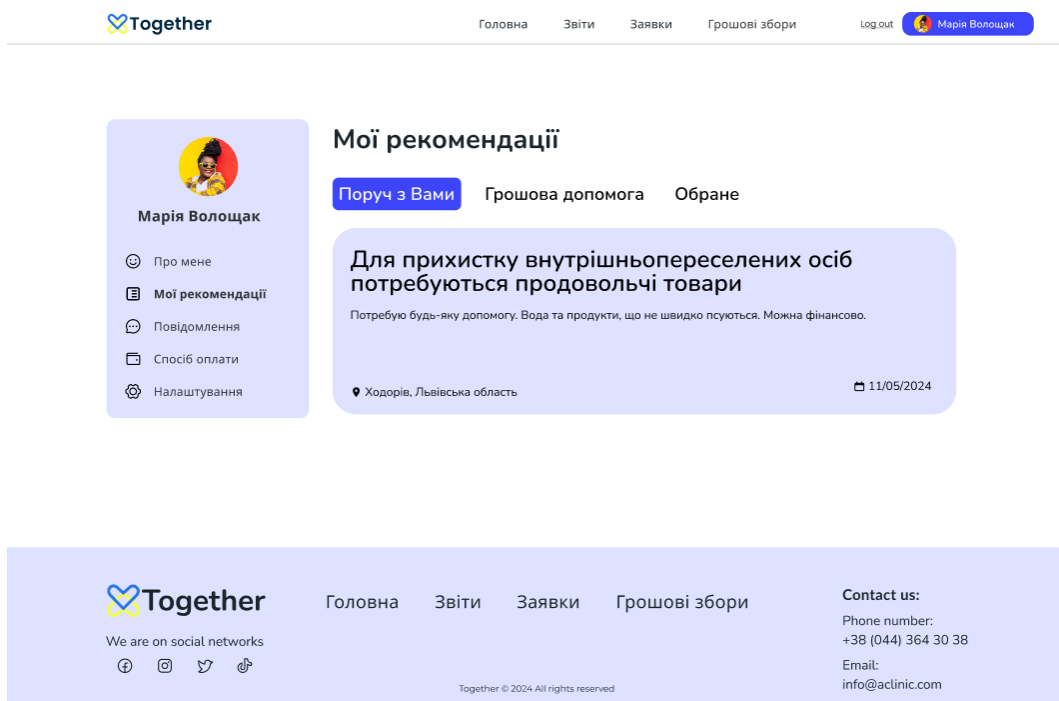 Together
Головна Звіти Заявки Грошові збори Log out Марія Волощак
Марія Волощак
Про мене
Мої рекомендації
Повідомлення
Спосіб оплати
Налаштування
Мої рекомендації
Поруч з Вами Грошова допомога Обране
Для прихистку внутрішньопереселених осіб
потребуються продовольчі товари
Потребую будь-яку допомогу. Вода та продукти, що не швидко псуються. Можна фінансово.
Ходорів, Львівська область
11/05/2024
Together
We are on social networks
Головна Звіти Заявки Грошові збори
Contact us:
Phone number:
+38 (044) 364 30 38
Email:
info@aclinic.com
Together © 2024 All rights reserved